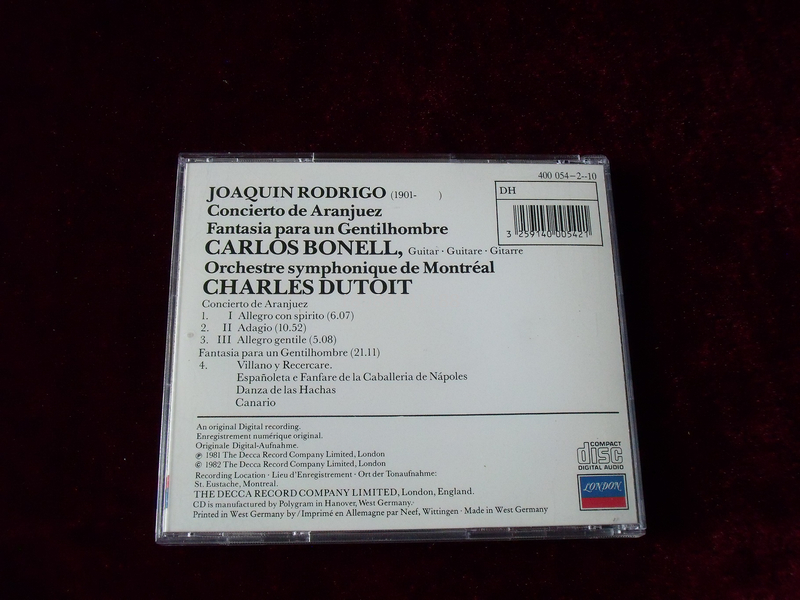 400 054-2--10
DH
3 259140 005421
JOAQUIN RODRIGO (1901- )
Concierto de Aranjuez
Fantasia para un Gentilhombre
CARLOS BONELL, Guitar · Guitare · Gitarre
Orchestre symphonique de Montréal
CHARLES DUTOIT
Concierto de Aranjuez
1. I Allegro con spirito (6.07)
2. II Adagio (10.52)
3. III Allegro gentile (5.08)
Fantasia para un Gentilhombre (21.11)
4. Villano y Recercare.
Españoleta e Fanfare de la Caballeria de Nápoles
Danza de las Hachas
Canario
An original Digital recording.
Enregistrement numérique original.
Originale Digital-Aufnahme.
℗ 1981 The Decca Record Company Limited, London
© 1982 The Decca Record Company Limited, London
Recording Location · Lieu d'Enregistrement · Ort der Tonaufnahme:
St. Eustache, Montreal.
THE DECCA RECORD COMPANY LIMITED, London, England.
CD is manufactured by Polygram in Hanover, West Germany.
Printed in West Germany by/Imprimé en Allemagne par Neef, Wittingen · Made in West Germany
COMPACT
disc
DIGITAL AUDIO
LONDON